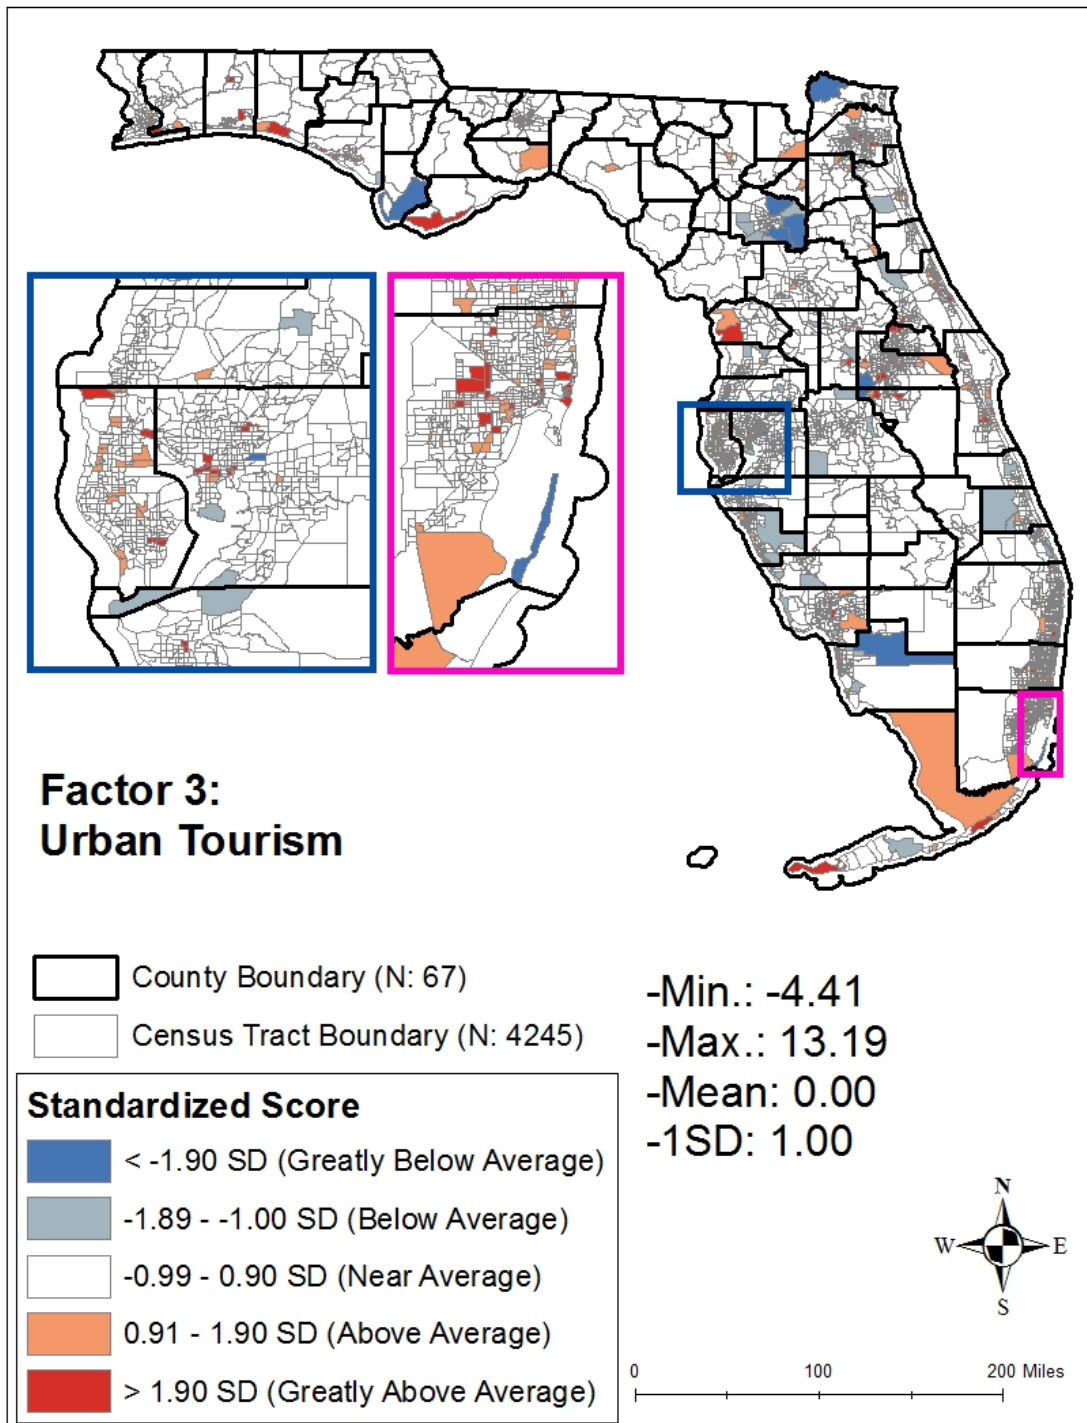 Factor 3:
Urban Tourism
County Boundary (N: 67)
Census Tract Boundary (N: 4245)
Standardized Score
< -1.90 SD (Greatly Below Average)
-1.89 - -1.00 SD (Below Average)
-0.99 - 0.90 SD (Near Average)
0.91 - 1.90 SD (Above Average)
> 1.90 SD (Greatly Above Average)
-Min.: -4.41
-Max.: 13.19
-Mean: 0.00
-1SD: 1.00
N
W E
S
0 100 200 Miles